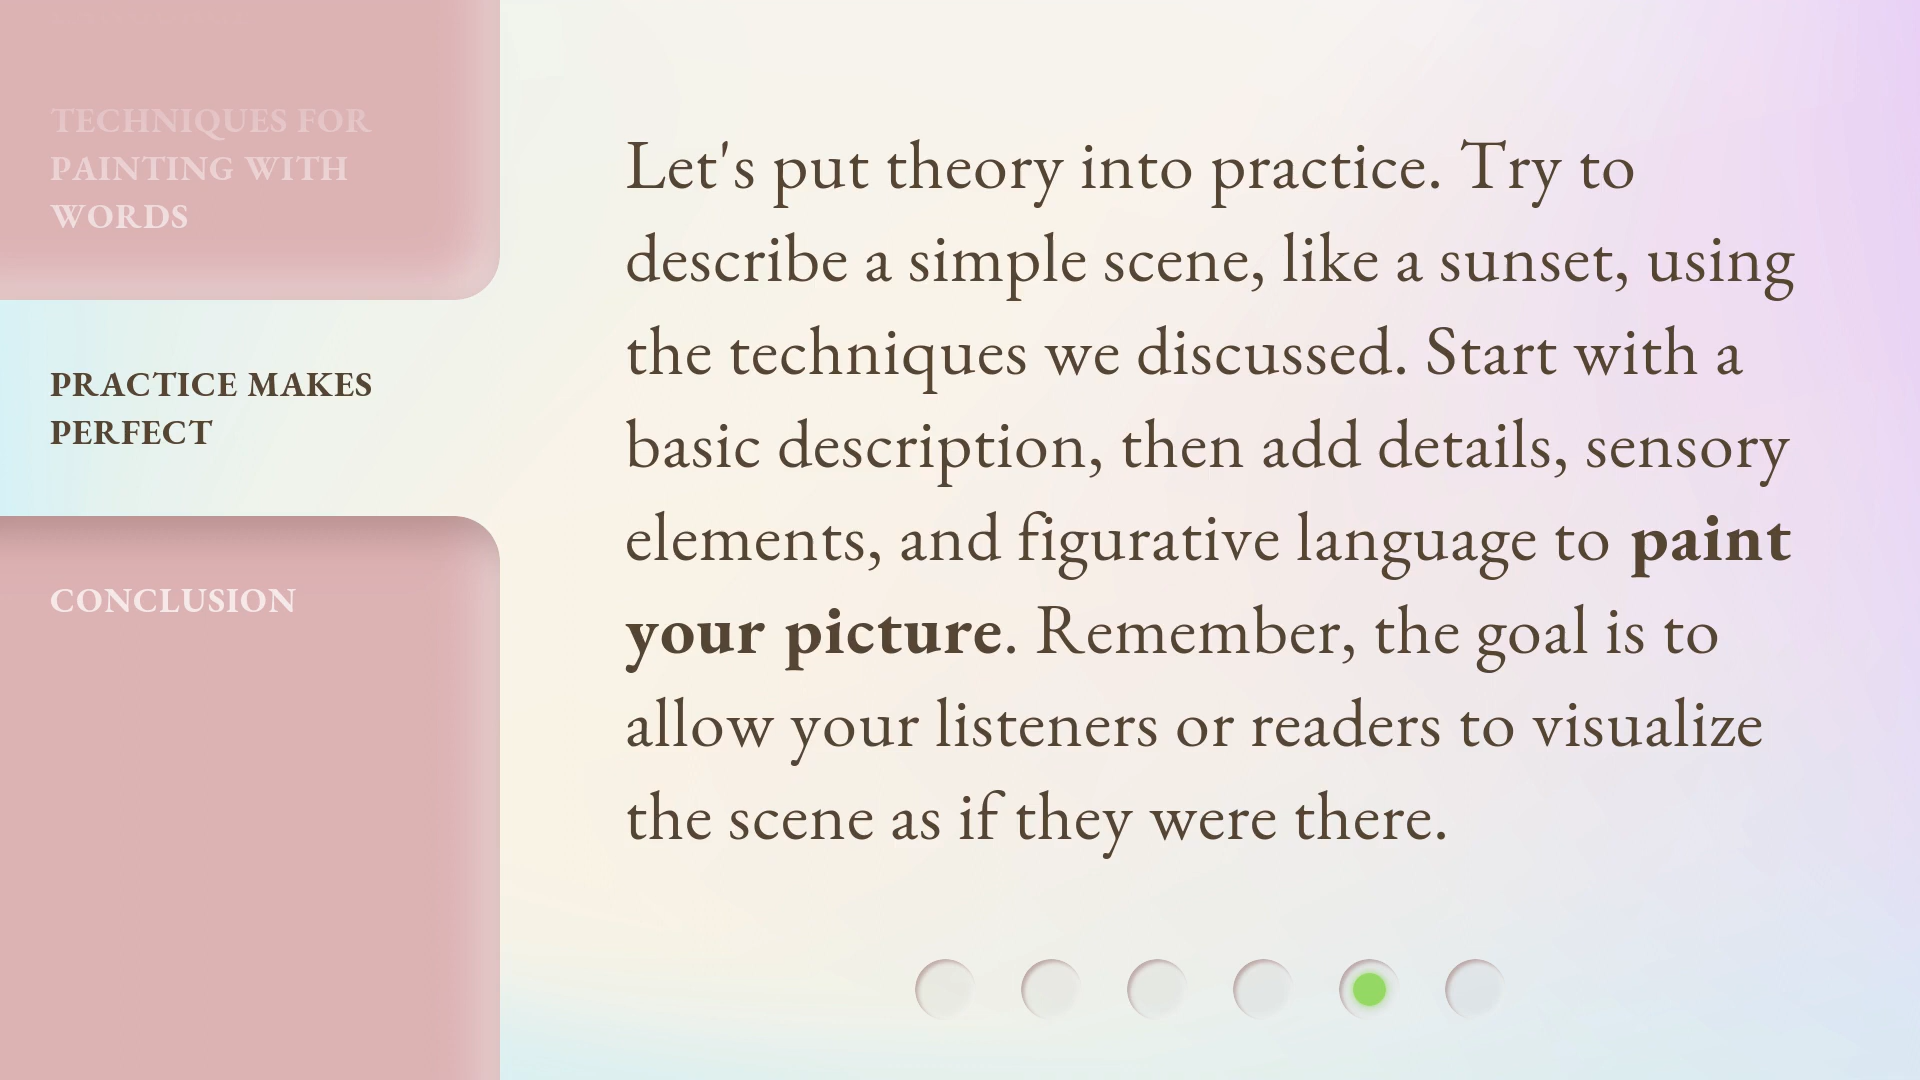 TECHNIQUES FOR
PAINTING WITH
WORDS
PRACTICE MAKES
PERFECT
CONCLUSION
Let's put theory into practice. Try to
describe a simple scene, like a sunset, using
the techniques we discussed. Start with a
basic description, then add details, sensory
elements, and figurative language to paint
your picture. Remember, the goal is to
allow your listeners or readers to visualize
the scene as if they were there.